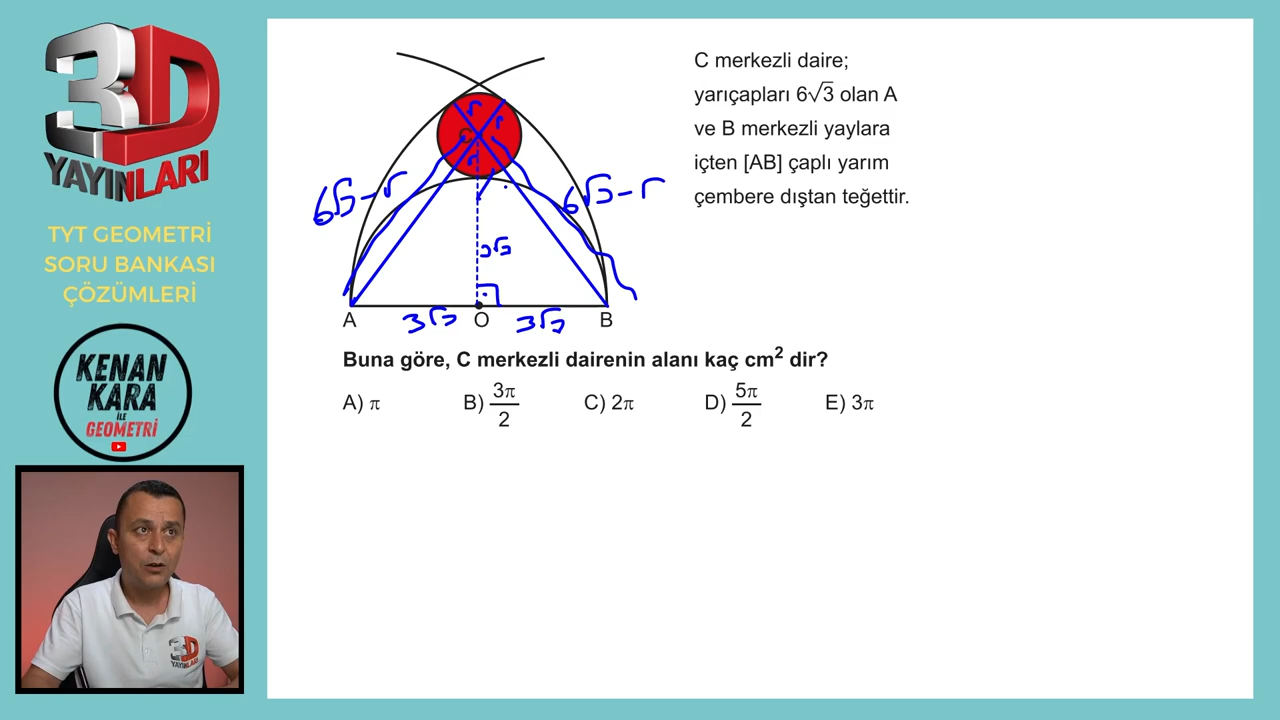 3D
YAYINLARI
TYT GEOMETRİ
SORU BANKASI
ÇÖZÜMLERİ
KENAN
KARA
İLE
GEOMETRİ
3D
YAYINLARI
C merkezli daire;
yarıçapları 6√3 olan A
ve B merkezli yaylara
içten [AB] çaplı yarım
çembere dıştan teğettir.
r
r
C
r
6√3 - r
6√3 - r
3√3
A
3√3
O
3√3
B
Buna göre, C merkezli dairenin alanı kaç cm² dir?
A) π B) 3π/2 C) 2π D) 5π/2 E) 3π